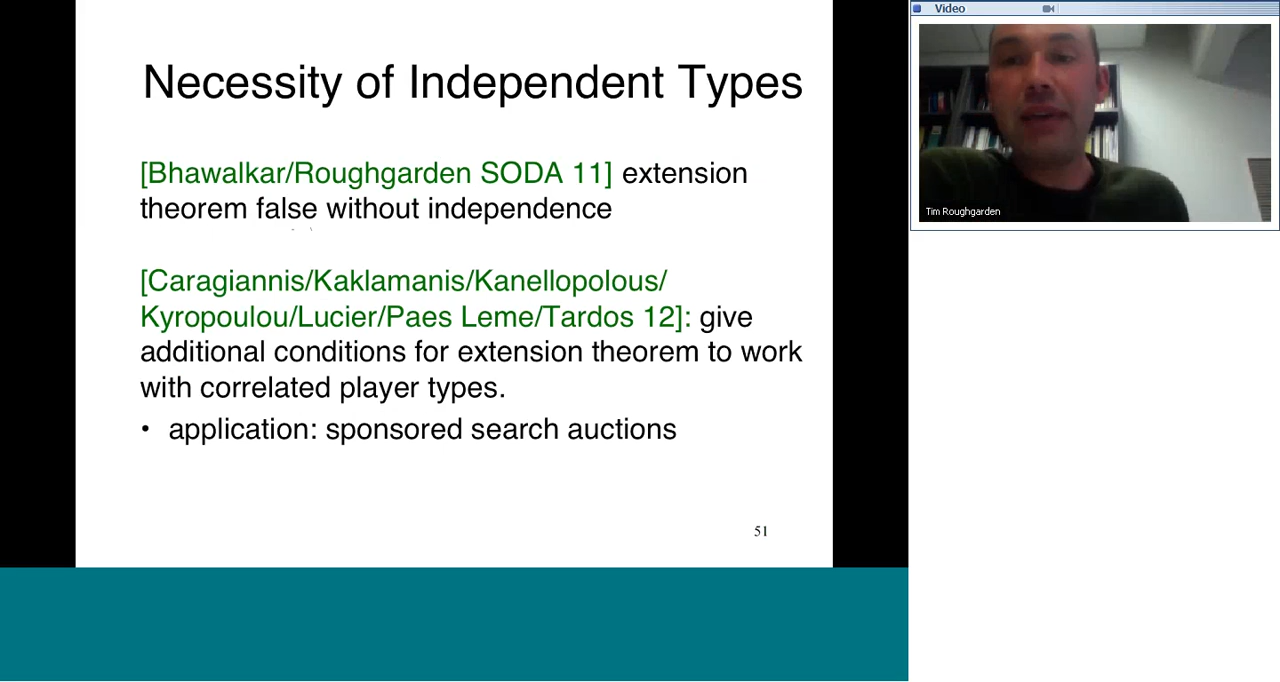 Necessity of Independent Types
[Bhawalkar/Roughgarden SODA 11] extension
theorem false without independence
[Caragiannis/Kaklamanis/Kanellopolous/
Kyropoulou/Lucier/Paes Leme/Tardos 12]: give
additional conditions for extension theorem to work
with correlated player types.
• application: sponsored search auctions
51
Video
Tim Roughgarden